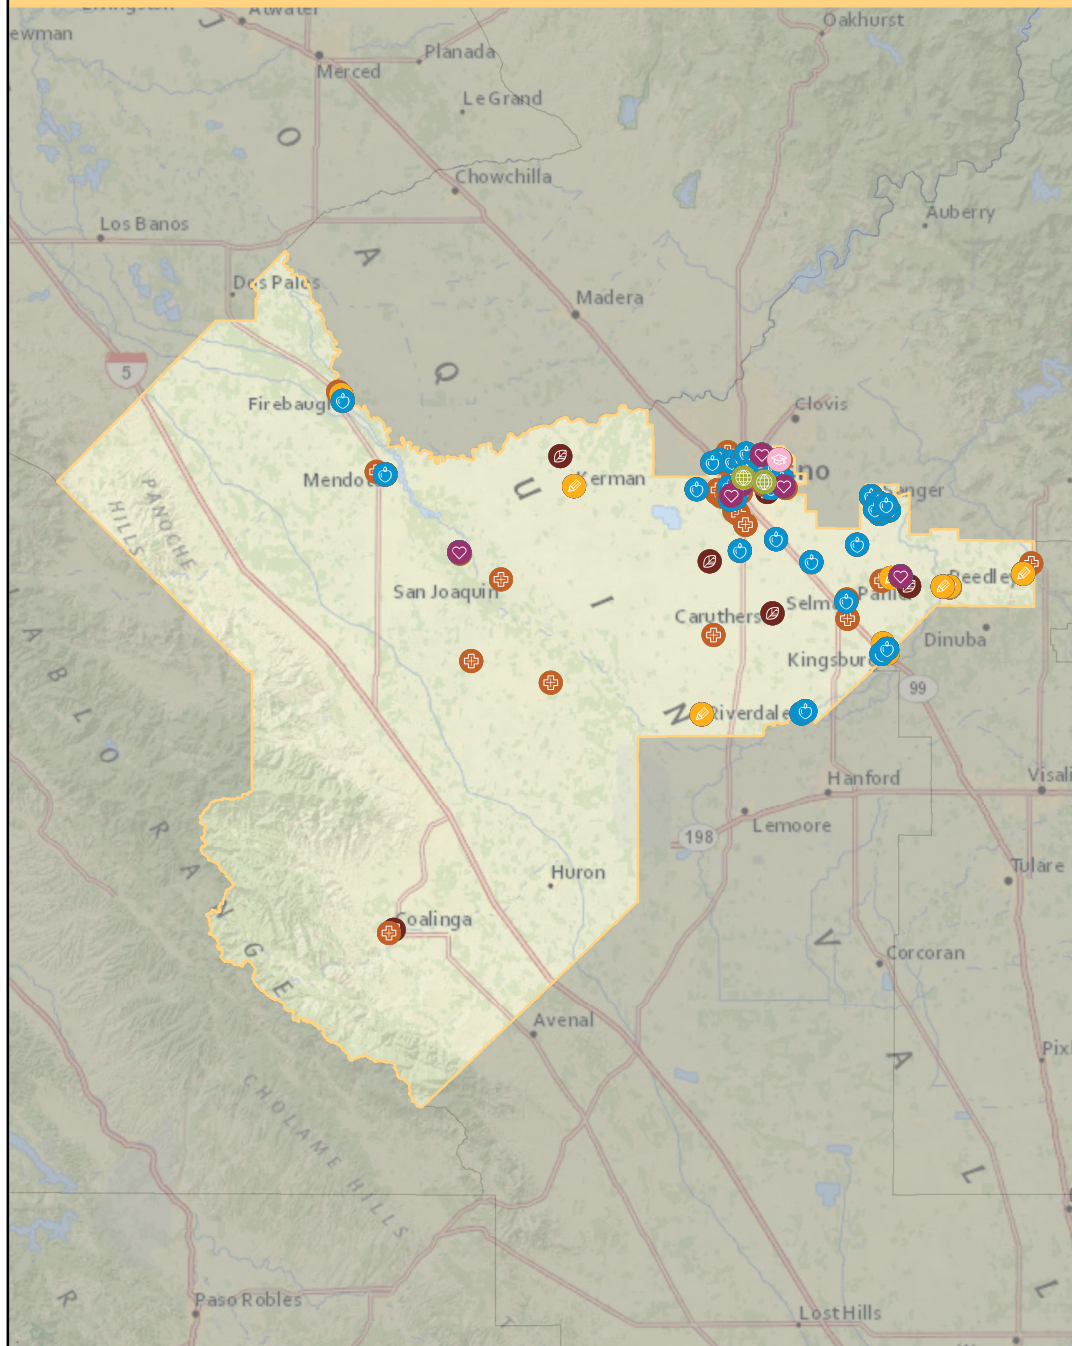 Atwater
Oakhurst
Planada
Merced
Le Grand
Chowchilla
Los Banos
Auberry
Dos Palos
Madera
5
Firebaugh
Clovis
Mendota
Kerman
PANOCHE
HILLS
San Joaquin
Caruthers
Selma
Reedley
Kingsburg
Dinuba
99
Riverdale
Hanford
Lemoore
198
Huron
Tulare
Coalinga
Corcoran
Avenal
CHOLAME HILLS
Paso Robles
Lost Hills